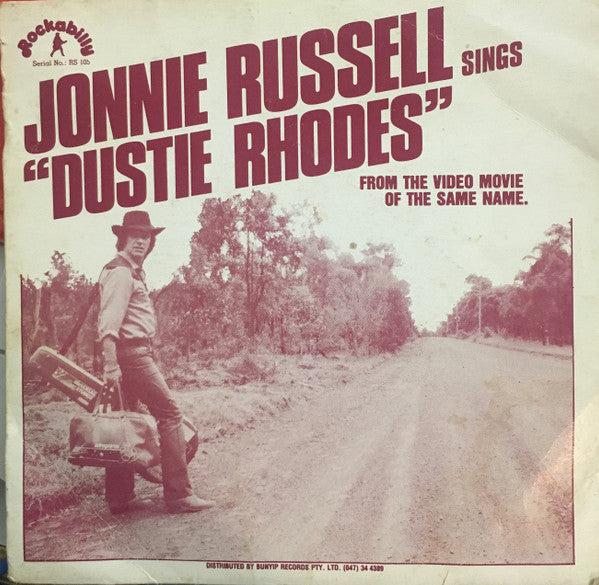 Rockabilly
Serial No.: RS 105
JONNIE RUSSELL SINGS
“DUSTIE RHODES”
FROM THE VIDEO MOVIE
OF THE SAME NAME.
DISTRIBUTED BY BUNYIP RECORDS PTY. LTD. (047) 34 4389